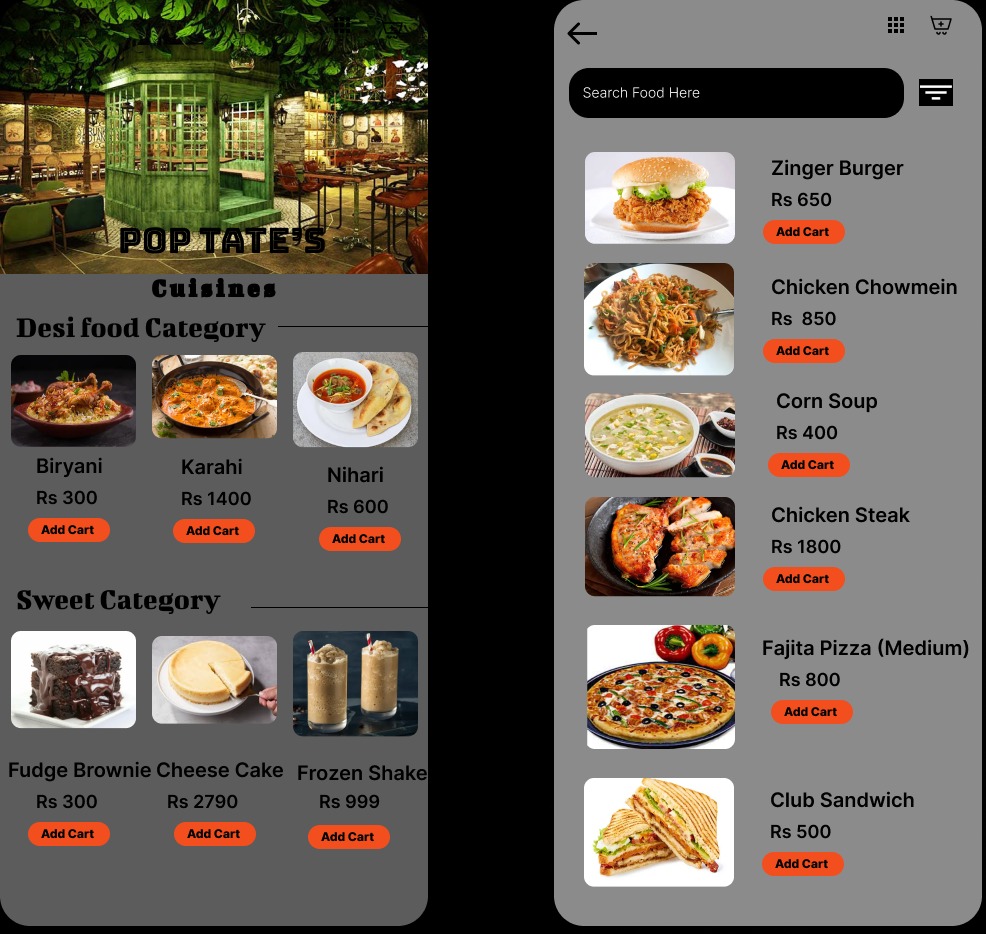 POP TATE'S
Cuisines
Desi food Category
Biryani
Karahi
Nihari
Rs 300
Rs 1400
Rs 600
Add Cart
Add Cart
Add Cart
Sweet Category
Fudge Brownie
Cheese Cake
Frozen Shake
Rs 300
Rs 2790
Rs 999
Add Cart
Add Cart
Add Cart
Search Food Here
Zinger Burger
Rs 650
Add Cart
Chicken Chowmein
Rs  850
Add Cart
Corn Soup
Rs 400
Add Cart
Chicken Steak
Rs 1800
Add Cart
Fajita Pizza (Medium)
Rs 800
Add Cart
Club Sandwich
Rs 500
Add Cart